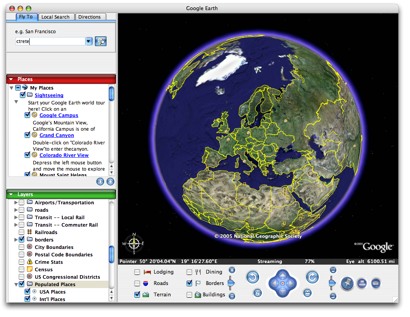 Google Earth
Fly To
Local Search
Directions
e.g. San Francisco
Places
My Places
Sightseeing
Start your Google Earth world tour
here! Click on an
Google Campus
Google's Mountain View,
California Campus is one of
Grand Canyon
Double-click on "Colorado River
View"to enter thecanyon.
Colorado River View
Depress the left mouse button
and move the mouse to explore
Mount Saint Helens
Layers
Airports/Transportation
roads
Transit -- Local Rail
Transit -- Commuter Rail
Railroads
borders
City Boundaries
Postal Code Boundaries
Crime Stats
Census
US Congressional Districts
Populated Places
USA Places
Int'l Places
© 2005 National Geographic Society
Google
Pointer 10° 20'04.04"N 19° 16'27.60"E Streaming 77% Eye alt 6100.51 mi
Lodging
Dining
Roads
Borders
Terrain
Buildings